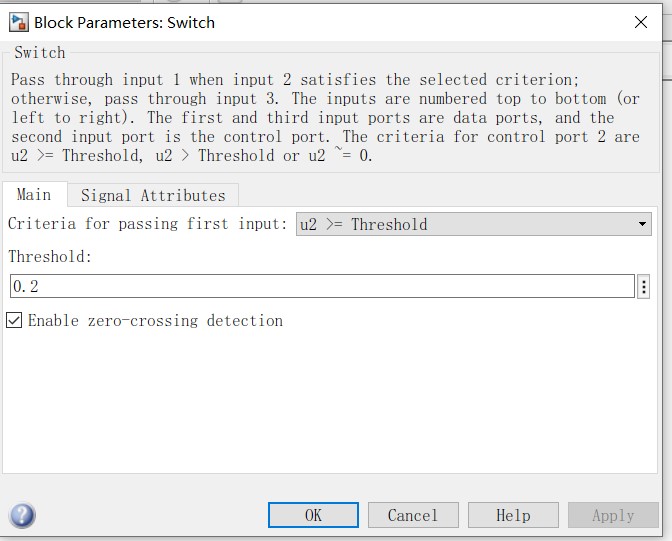 Block Parameters: Switch
Switch
Pass through input 1 when input 2 satisfies the selected criterion;
otherwise, pass through input 3. The inputs are numbered top to bottom (or
left to right). The first and third input ports are data ports, and the
second input port is the control port. The criteria for control port 2 are
u2 >= Threshold, u2 > Threshold or u2 ~= 0.
Main Signal Attributes
Criteria for passing first input: u2 >= Threshold
Threshold:
0.2
Enable zero-crossing detection
OK Cancel Help Apply